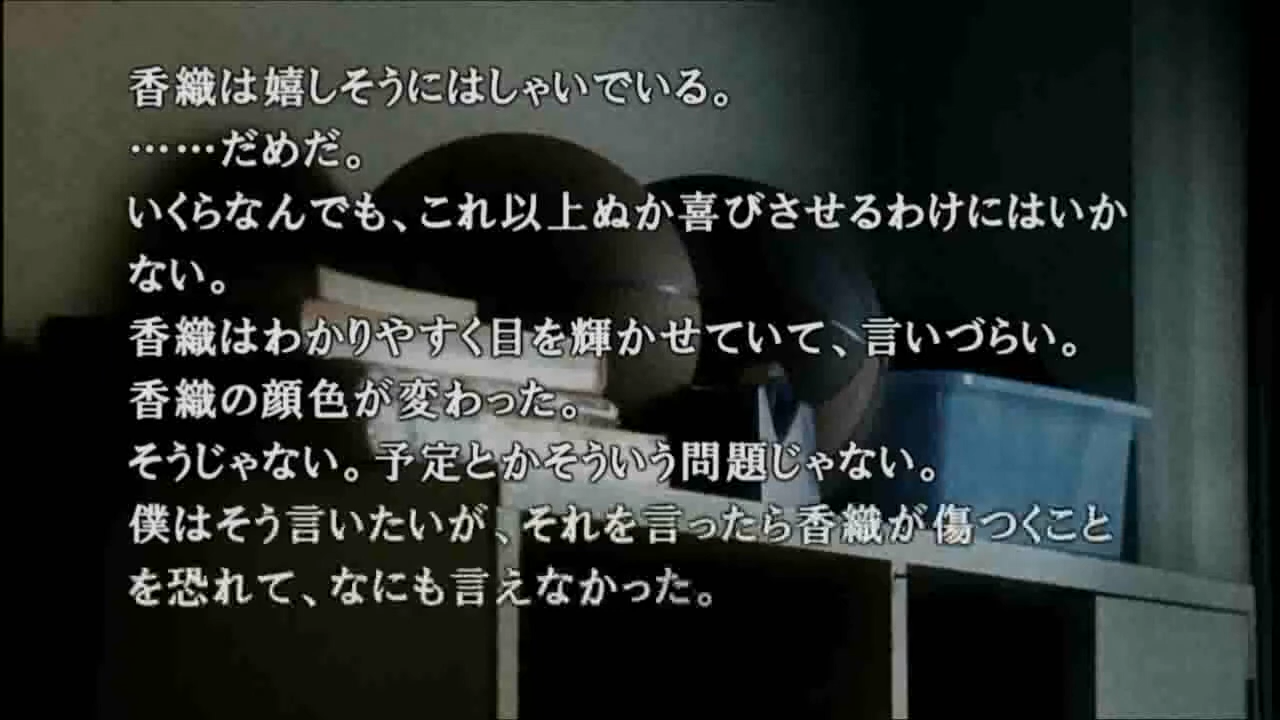 香織は嬉しそうにはしゃいでいる。
……だめだ。
いくらなんでも、これ以上ぬか喜びさせるわけにはいか
ない。
香織はわかりやすく目を輝かせていて、言いづらい。
香織の顔色が変わった。
そうじゃない。予定とかそういう問題じゃない。
僕はそう言いたいが、それを言ったら香織が傷つくこと
を恐れて、なにも言えなかった。